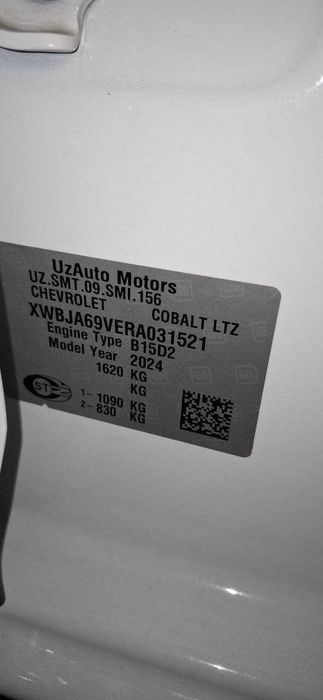 UzAuto Motors
UZ.SMT.09.SMI.156
CHEVROLET COBALT LTZ
XWBJA69VERA031521
Engine Type B15D2
Model Year 2024
1620 KG
KG
ST
1- 1090 KG
2- 830 KG